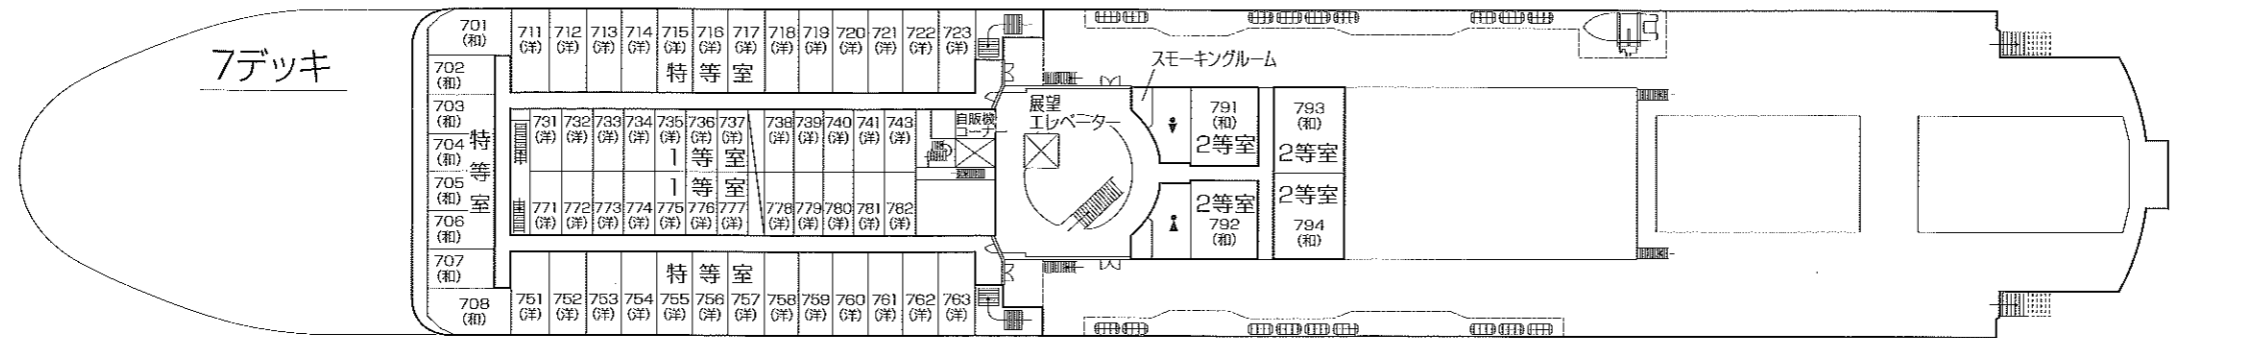 7デッキ
701
(和)
702
(和)
703
(和)
704
(和)
705
(和)
706
(和)
707
(和)
708
(和)
特等室
711 712 713 714 715 716 717 718 719 720 721 722 723
(洋) (洋) (洋) (洋) (洋) (洋) (洋) (洋) (洋) (洋) (洋) (洋) (洋)
特等室
731 732 733 734 735 736 737 738 739 740 741 743
(洋) (洋) (洋) (洋) (洋) (洋) (洋) (洋) (洋) (洋) (洋) (洋)
1等室
1等室
771 772 773 774 775 776 777 778 779 780 781 782
(洋) (洋) (洋) (洋) (洋) (洋) (洋) (洋) (洋) (洋) (洋) (洋)
特等室
751 752 753 754 755 756 757 758 759 760 761 762 763
(洋) (洋) (洋) (洋) (洋) (洋) (洋) (洋) (洋) (洋) (洋) (洋) (洋)
自販機
コーナー
展望
エレベーター
スモーキングルーム
791
(和)
2等室
793
(和)
2等室
2等室
792
(和)
2等室
794
(和)